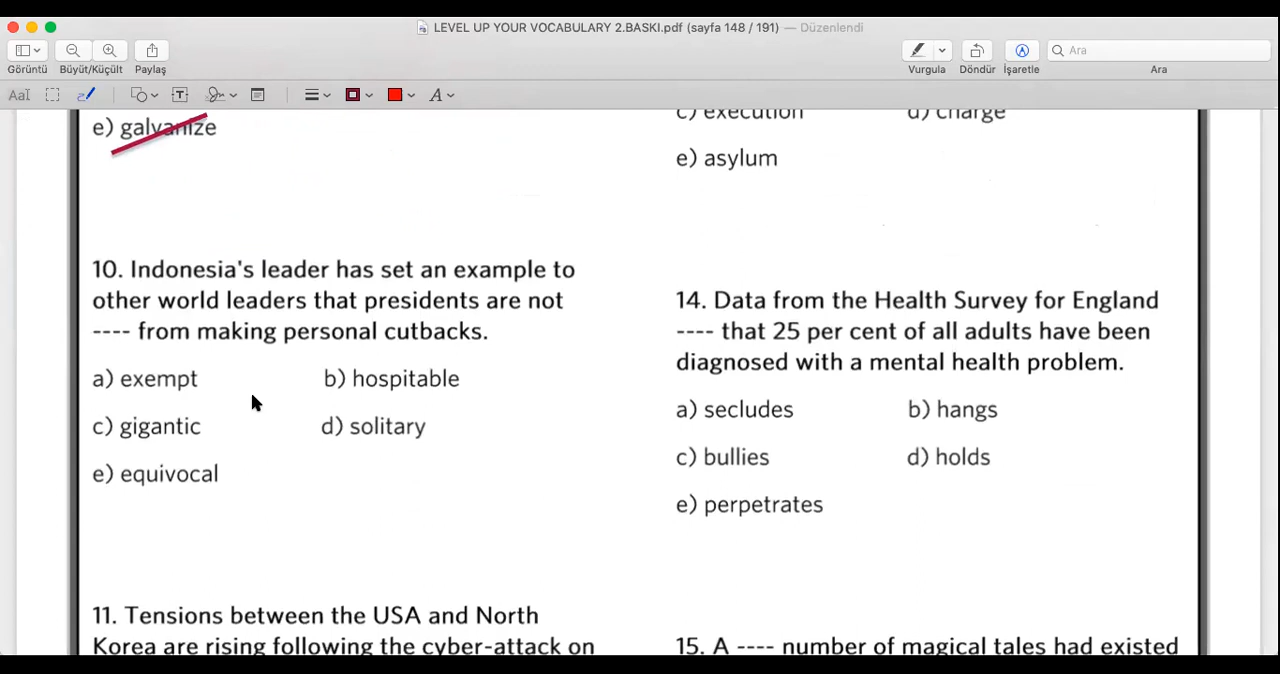 LEVEL UP YOUR VOCABULARY 2.BASKI.pdf (sayfa 148 / 191) — Düzenlendi
Görüntü
Büyüt/Küçült
Paylaş
Vurgula
Döndür
İşaretle
Ara
Ara
e) galvanize
10. Indonesia's leader has set an example to
other world leaders that presidents are not
---- from making personal cutbacks.
a) exempt b) hospitable
c) gigantic d) solitary
e) equivocal
11. Tensions between the USA and North
Korea are rising following the cyber-attack on
c) execution d) charge
e) asylum
14. Data from the Health Survey for England
---- that 25 per cent of all adults have been
diagnosed with a mental health problem.
a) secludes b) hangs
c) bullies d) holds
e) perpetrates
15. A ---- number of magical tales had existed